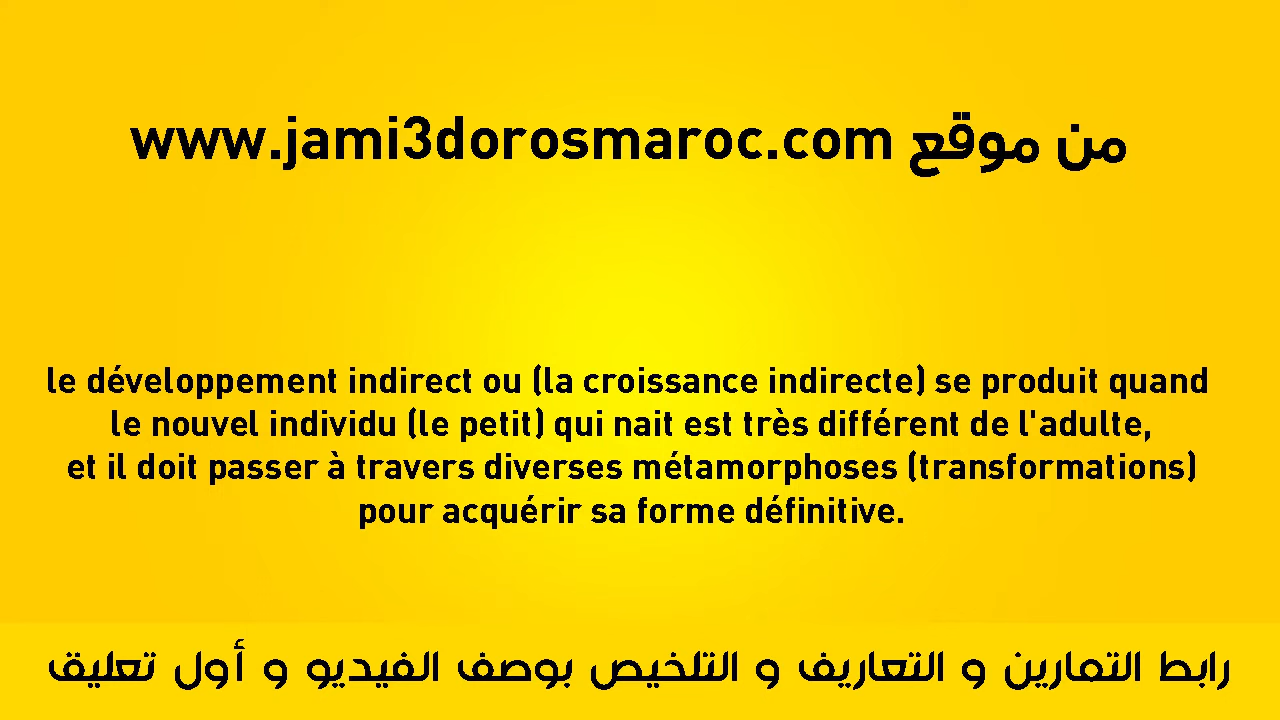 من موقع www.jami3dorosmaroc.com
le développement indirect ou (la croissance indirecte) se produit quand
le nouvel individu (le petit) qui nait est très différent de l'adulte,
et il doit passer à travers diverses métamorphoses (transformations)
pour acquérir sa forme définitive.
رابط التمارين و التعاريف و التلخيص بوصف الفيديو و أول تعليق